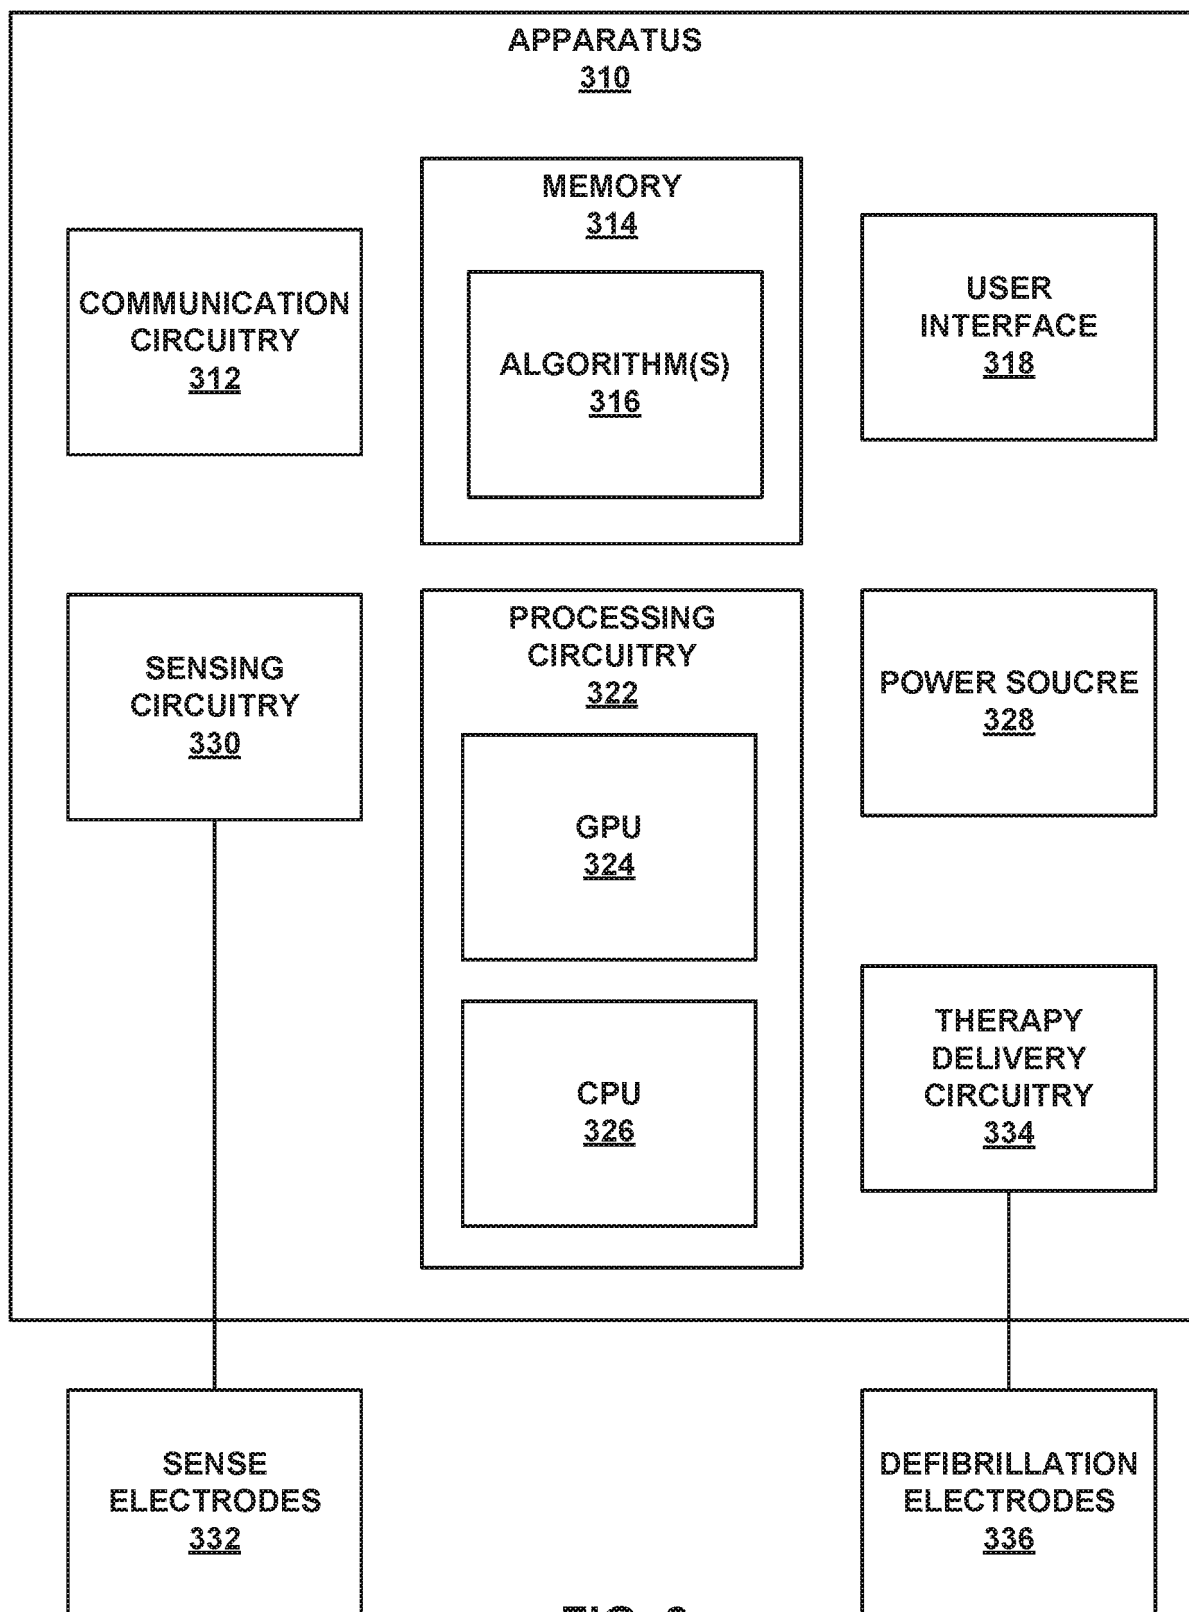 APPARATUS
310
MEMORY
314
COMMUNICATION
CIRCUITRY
312
ALGORITHM(S)
316
USER
INTERFACE
318
SENSING
CIRCUITRY
330
PROCESSING
CIRCUITRY
322
POWER SOUCRE
328
GPU
324
CPU
326
THERAPY
DELIVERY
CIRCUITRY
334
SENSE
ELECTRODES
332
DEFIBRILLATION
ELECTRODES
336